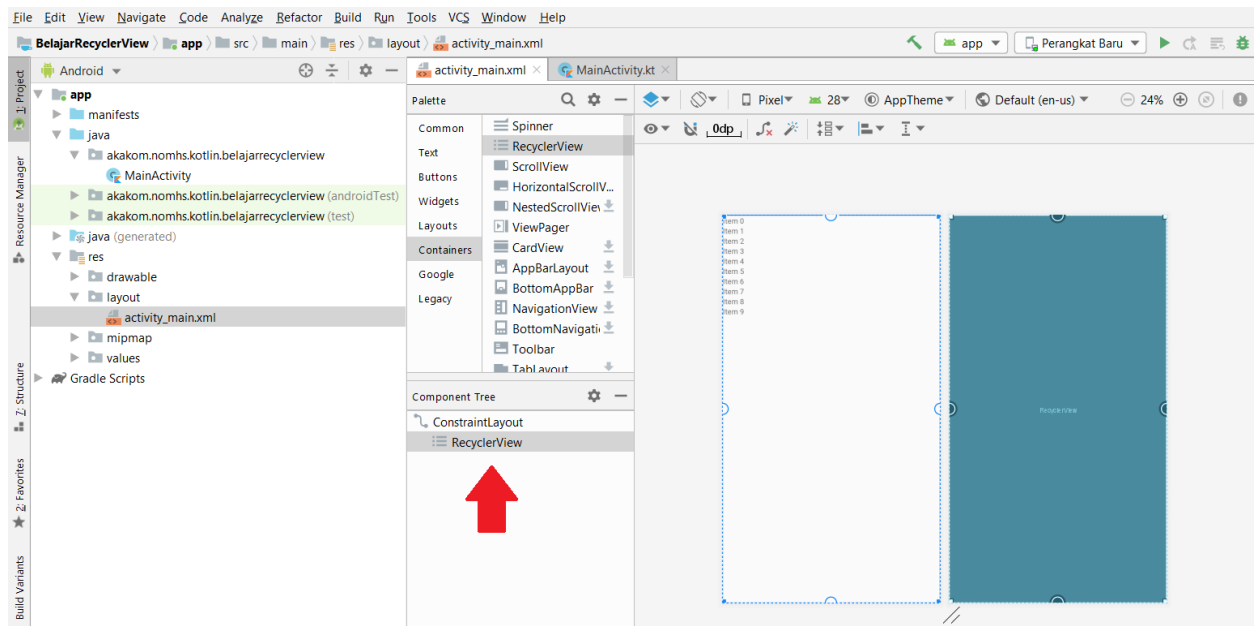 File Edit View Navigate Code Analyze Refactor Build Run Tools VCS Window Help
BelajarRecyclerView app src main res layout activity_main.xml
app Perangkat Baru
Android
activity_main.xml MainActivity.kt
1: Project
Resource Manager
7: Structure
2: Favorites
Build Variants
app
manifests
java
akakom.nomhs.kotlin.belajarrecyclerview
MainActivity
akakom.nomhs.kotlin.belajarrecyclerview (androidTest)
akakom.nomhs.kotlin.belajarrecyclerview (test)
java (generated)
res
drawable
layout
activity_main.xml
mipmap
values
Gradle Scripts
Palette
Common
Text
Buttons
Widgets
Layouts
Containers
Google
Legacy
Spinner
RecyclerView
ScrollView
HorizontalScrollV...
NestedScrollView
ViewPager
CardView
AppBarLayout
BottomAppBar
NavigationView
BottomNavigati
Toolbar
TabLayout
Component Tree
ConstraintLayout
RecyclerView
Pixel 28 AppTheme Default (en-us) 24%
0dp
Item 0
Item 1
Item 2
Item 3
Item 4
Item 5
Item 6
Item 7
Item 8
Item 9
RecyclerView